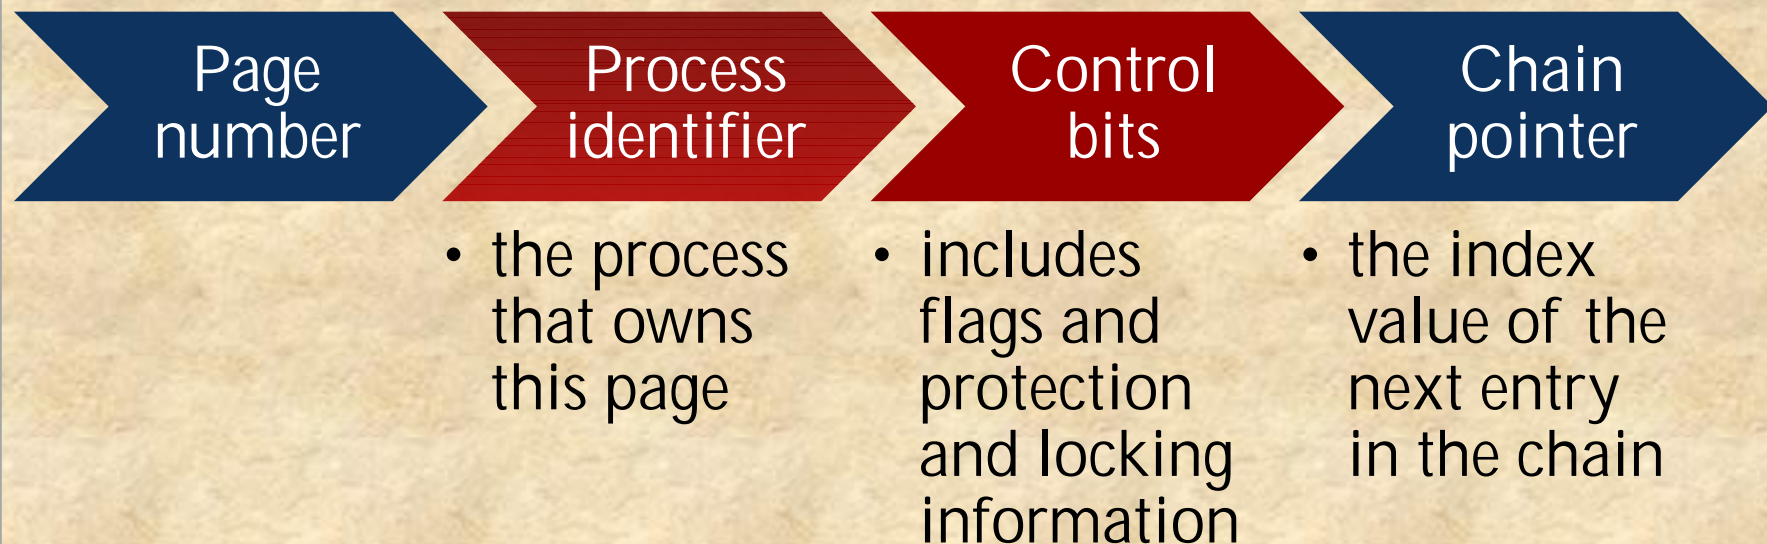 Page
number
Process
identifier
Control
bits
Chain
pointer
• the process
that owns
this page
• includes
flags and
protection
and locking
information
• the index
value of the
next entry
in the chain